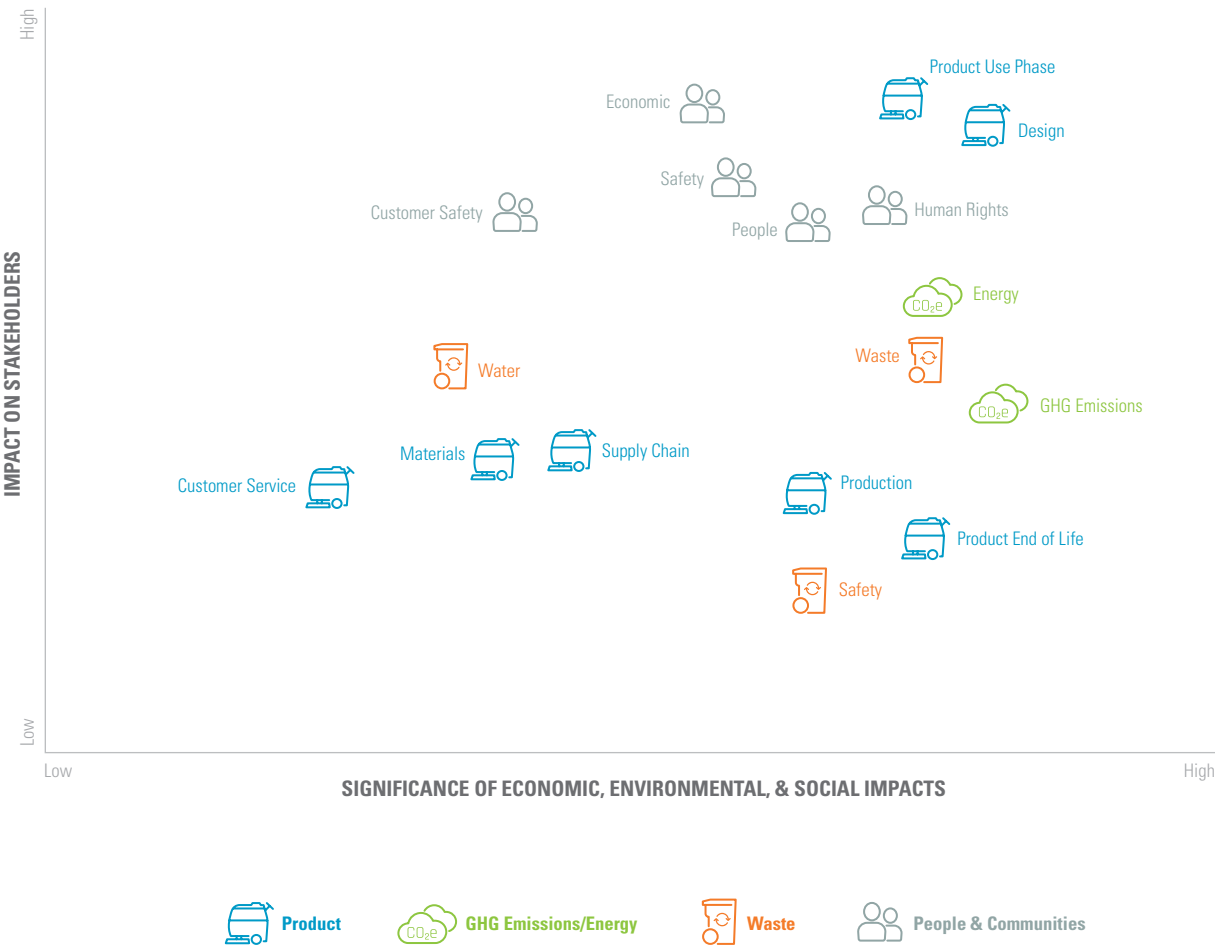 High
Product Use Phase
Economic
Design
Safety
Customer Safety
Human Rights
People
IMPACT ON STAKEHOLDERS
CO₂e
Energy
Waste
Water
CO₂e
GHG Emissions
Materials
Supply Chain
Customer Service
Production
Product End of Life
Safety
Low
Low
High
SIGNIFICANCE OF ECONOMIC, ENVIRONMENTAL, & SOCIAL IMPACTS
Product
CO₂e
GHG Emissions/Energy
Waste
People & Communities